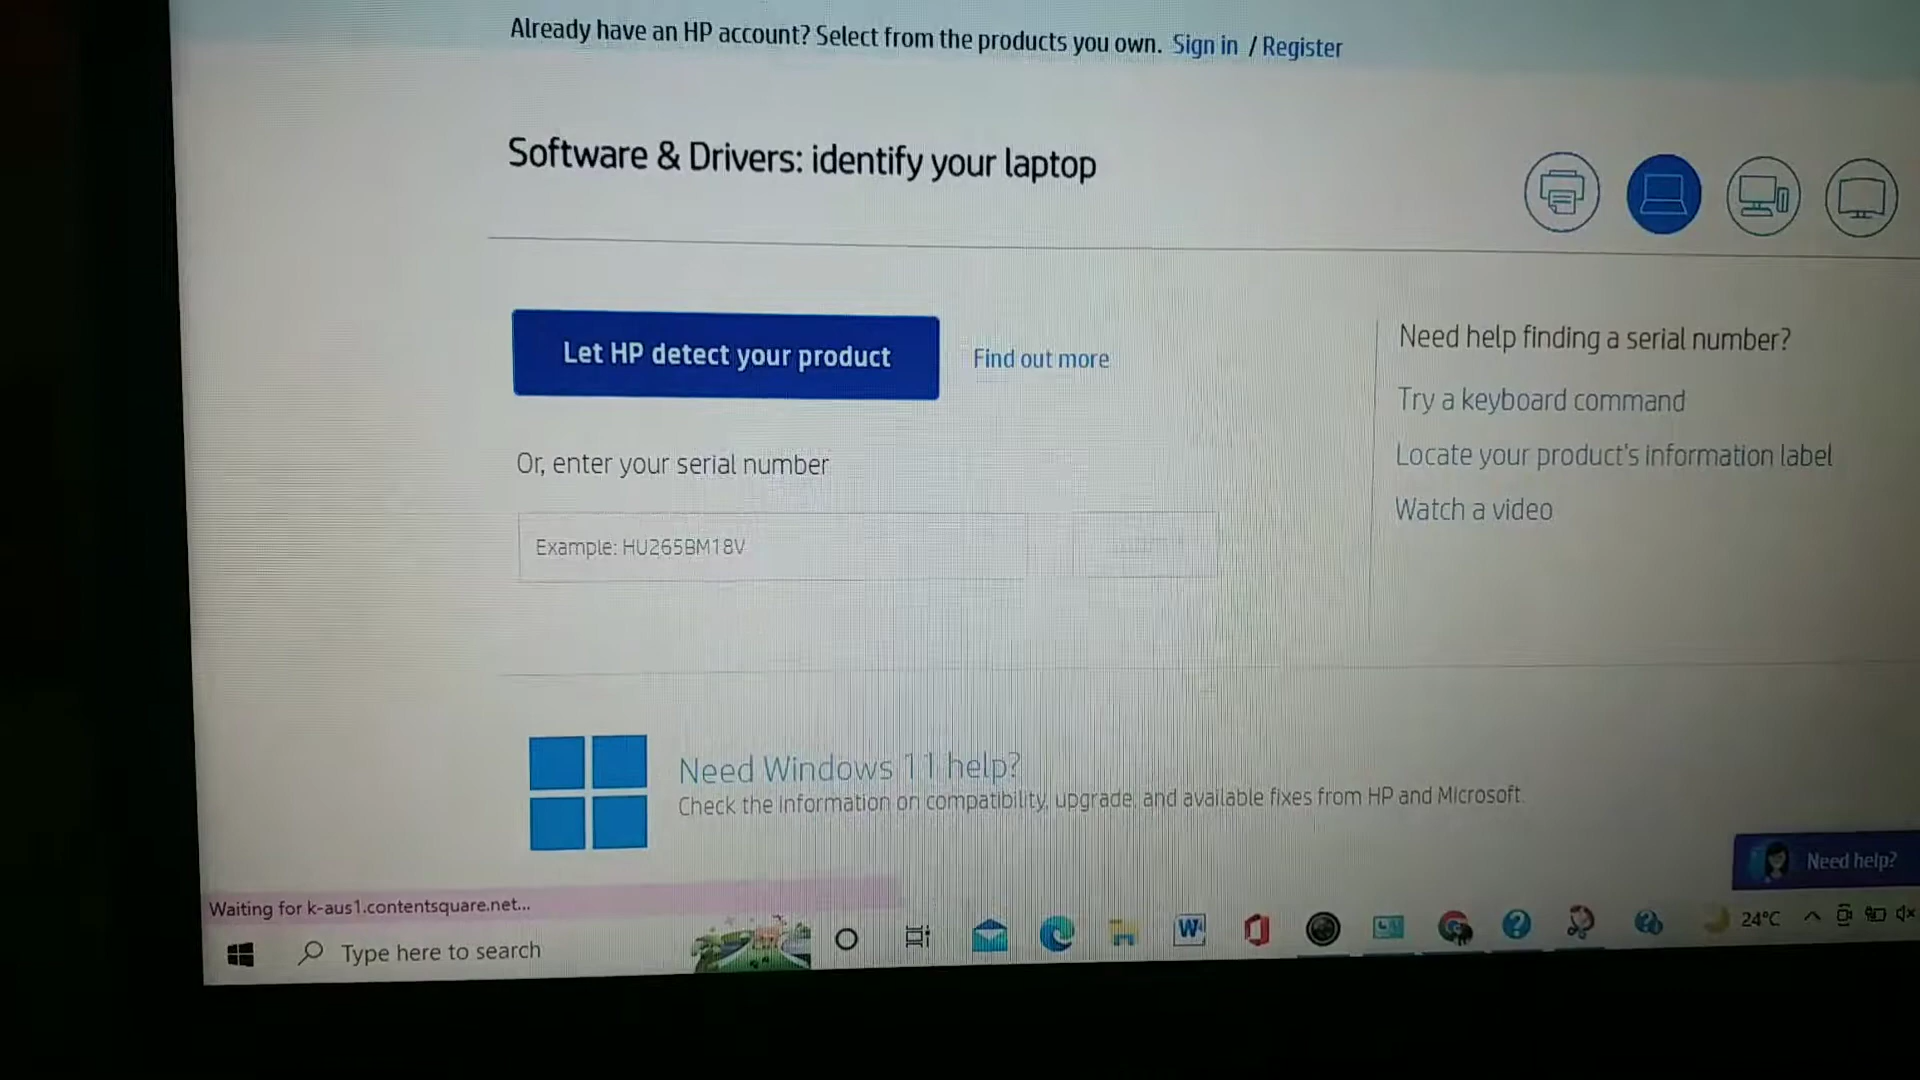 Already have an HP account? Select from the products you own. Sign in / Register
Software & Drivers: identify your laptop
Let HP detect your product
Find out more
Need help finding a serial number?
Try a keyboard command
Or, enter your serial number
Locate your product's information label
Watch a video
Example: HU265BM18V
Need Windows 11 help?
Check the information on compatibility, upgrade, and available fixes from HP and Microsoft.
Need help?
Waiting for k-aus1.contentsquare.net...
Type here to search
24°C